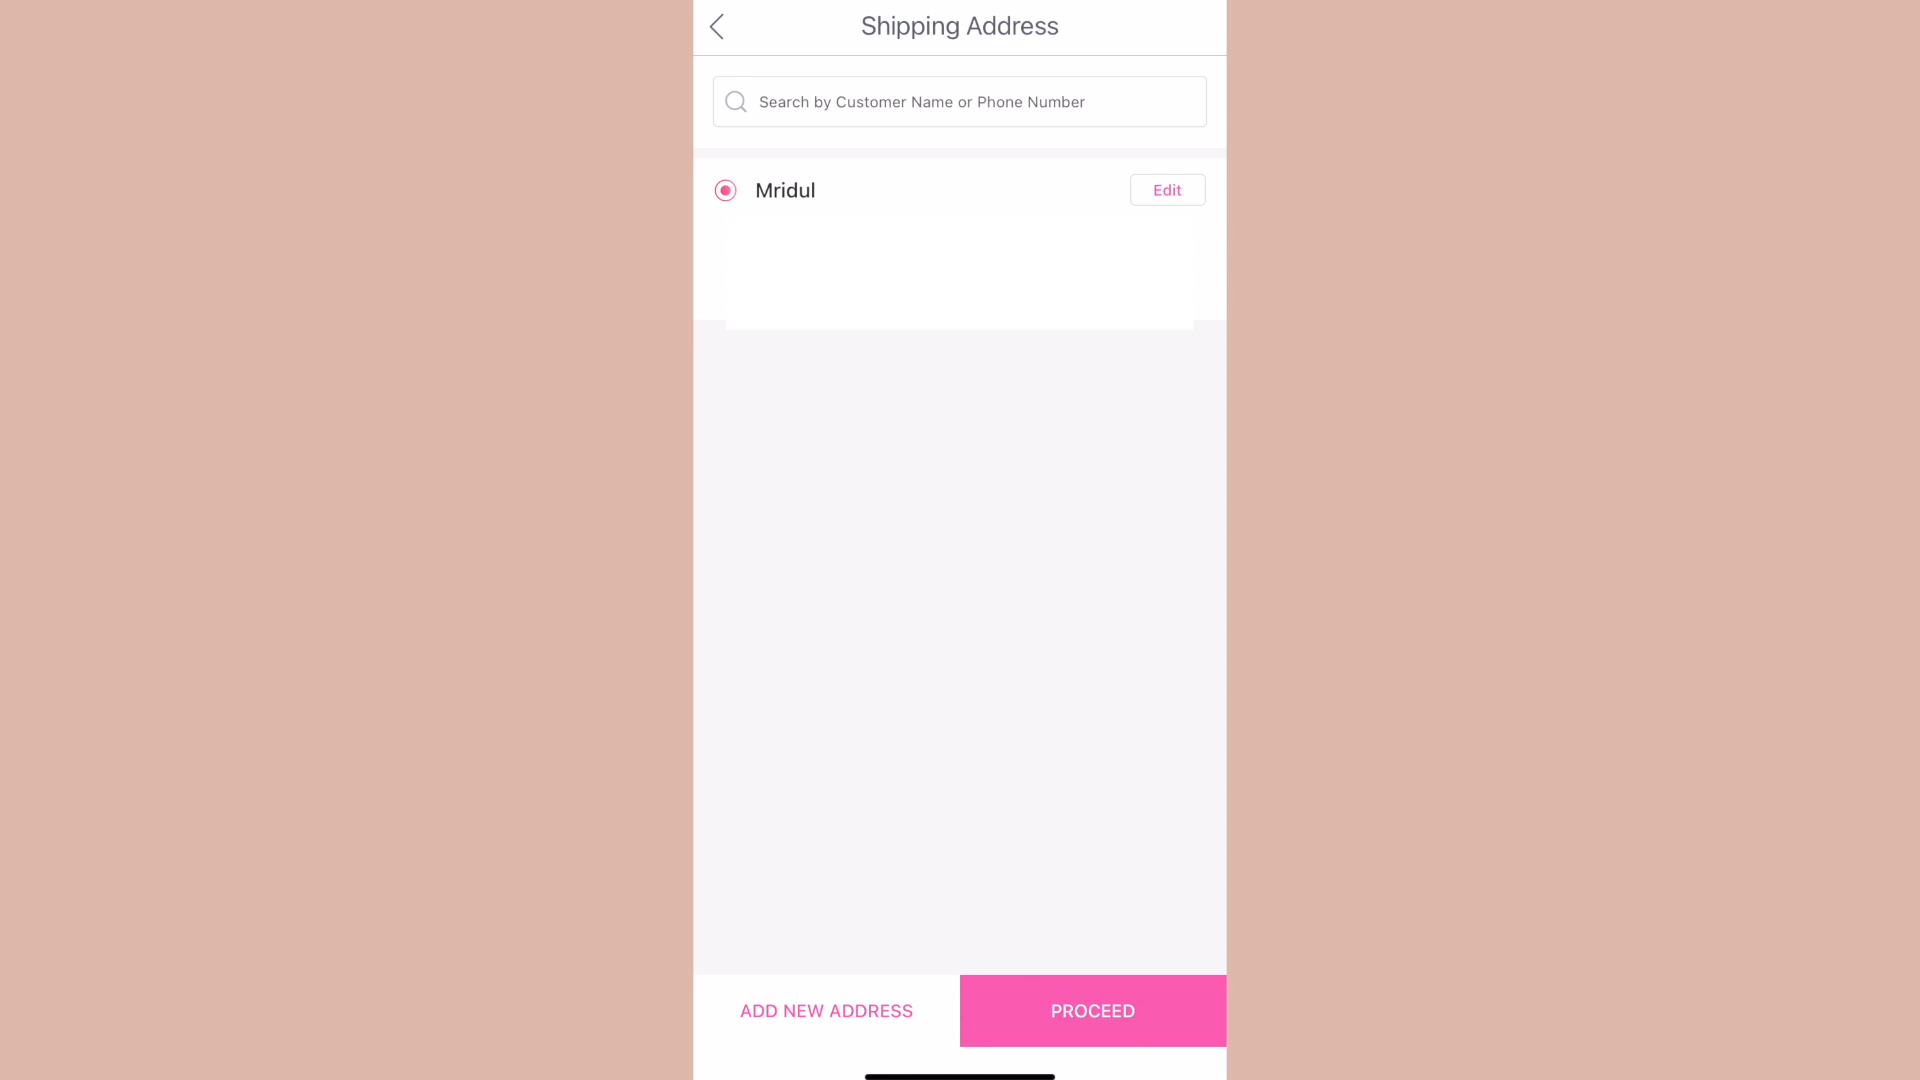 Shipping Address
Search by Customer Name or Phone Number
Mridul
Edit
ADD NEW ADDRESS
PROCEED